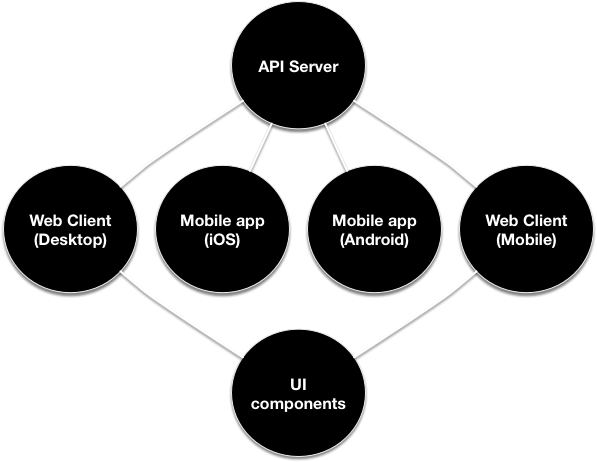 API Server
Web Client
(Desktop)
Mobile app
(iOS)
Mobile app
(Android)
Web Client
(Mobile)
UI
components